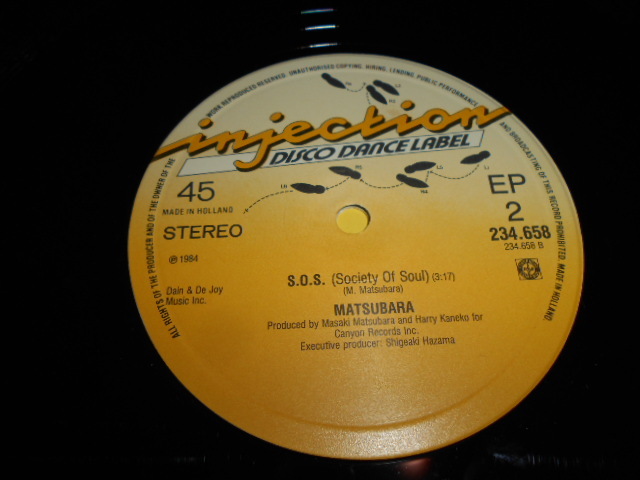 ALL RIGHTS OF THE PRODUCER AND OF THE OWNER OF THE WORK REPRODUCED RESERVED. UNAUTHORISED COPYING, HIRING, LENDING, PUBLIC PERFORMANCE AND BROADCASTING OF THIS RECORD PROHIBITED. MADE IN HOLLAND.
injection
DISCO DANCE LABEL
45
MADE IN HOLLAND
STEREO
℗ 1984
Dain & De Joy
Music Inc.
EP
2
234.658
234.658 B
S.O.S. (Society Of Soul) (3:17)
(M. Matsubara)
MATSUBARA
Produced by Masaki Matsubara and Harry Kaneko for
Canyon Records Inc.
Executive producer: Shigeaki Hazama